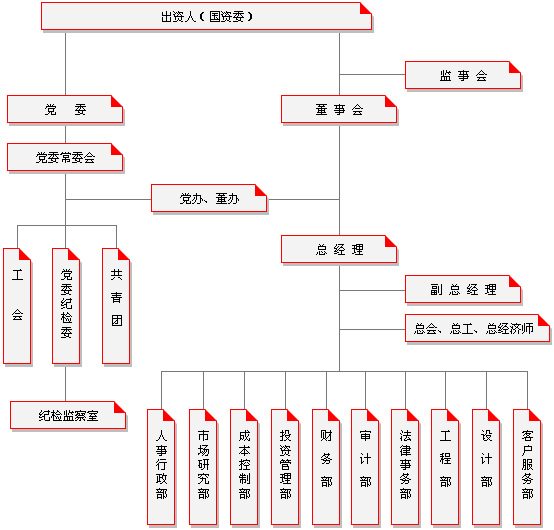 出资人（国资委）
监 事 会
党 委
董 事 会
党委常委会
党办、董办
总 经 理
工会
党委纪检委
共青团
副 总 经 理
总会、总工、总经济师
纪检监察室
人事行政部
市场研究部
成本控制部
投资管理部
财务部
审计部
法律事务部
工程部
设计部
客户服务部